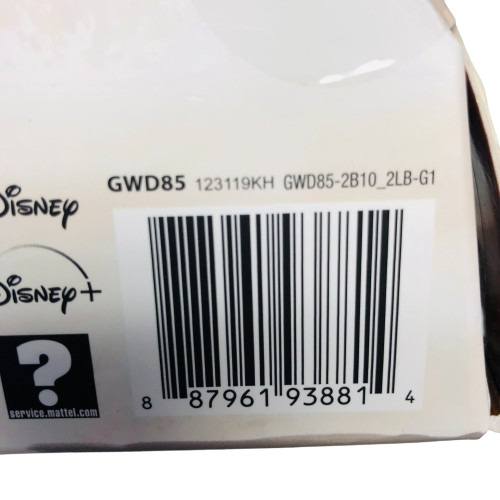 GWD85 123119KH GWD85-2B10_2LB-G1
Disney
Disney+
?
service.mattel.com
8 87961 93881 4